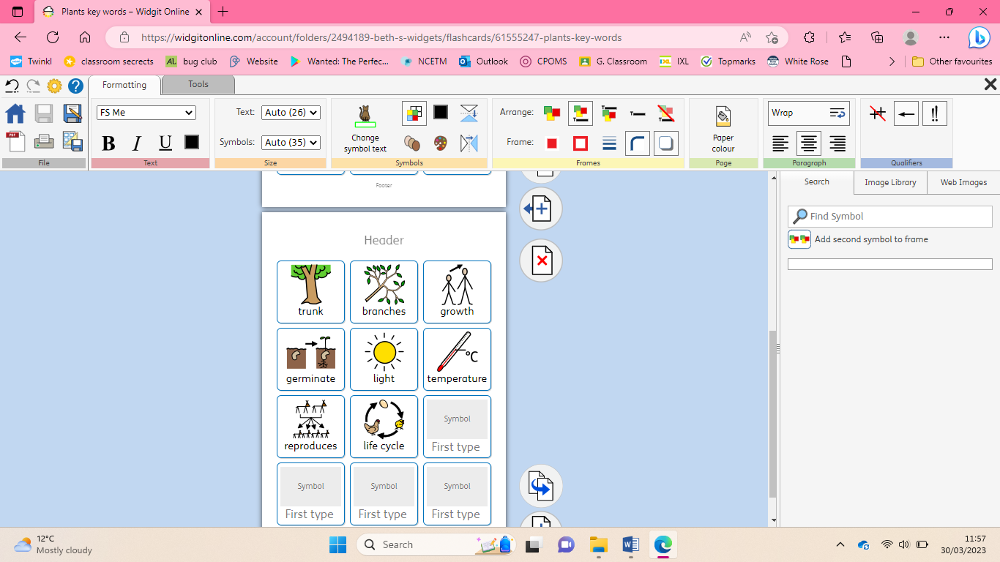 Plants key words – Widgit Online
https://widgitonline.com/account/folders/2494189-beth-s-widgets/flashcards/61555247-plants-key-words
Twinkl classroom secrets bug club Website Wanted: The Perfec... NCETM Outlook CPOMS G. Classroom IXL Topmarks White Rose Other favourites
Formatting Tools
FS Me Text: Auto (26) Arrange: Wrap
B I U Symbols: Auto (35) Change symbol text Frame: Paper colour
File Text Size Symbols Frames Page Paragraph Qualifiers
Search Image Library Web Images
Find Symbol
Add second symbol to frame
Footer
Header
trunk branches growth
°C
germinate light temperature
Symbol
reproduces life cycle First type
Symbol Symbol Symbol
First type First type First type
12°C
Mostly cloudy
Search
11:57
30/03/2023